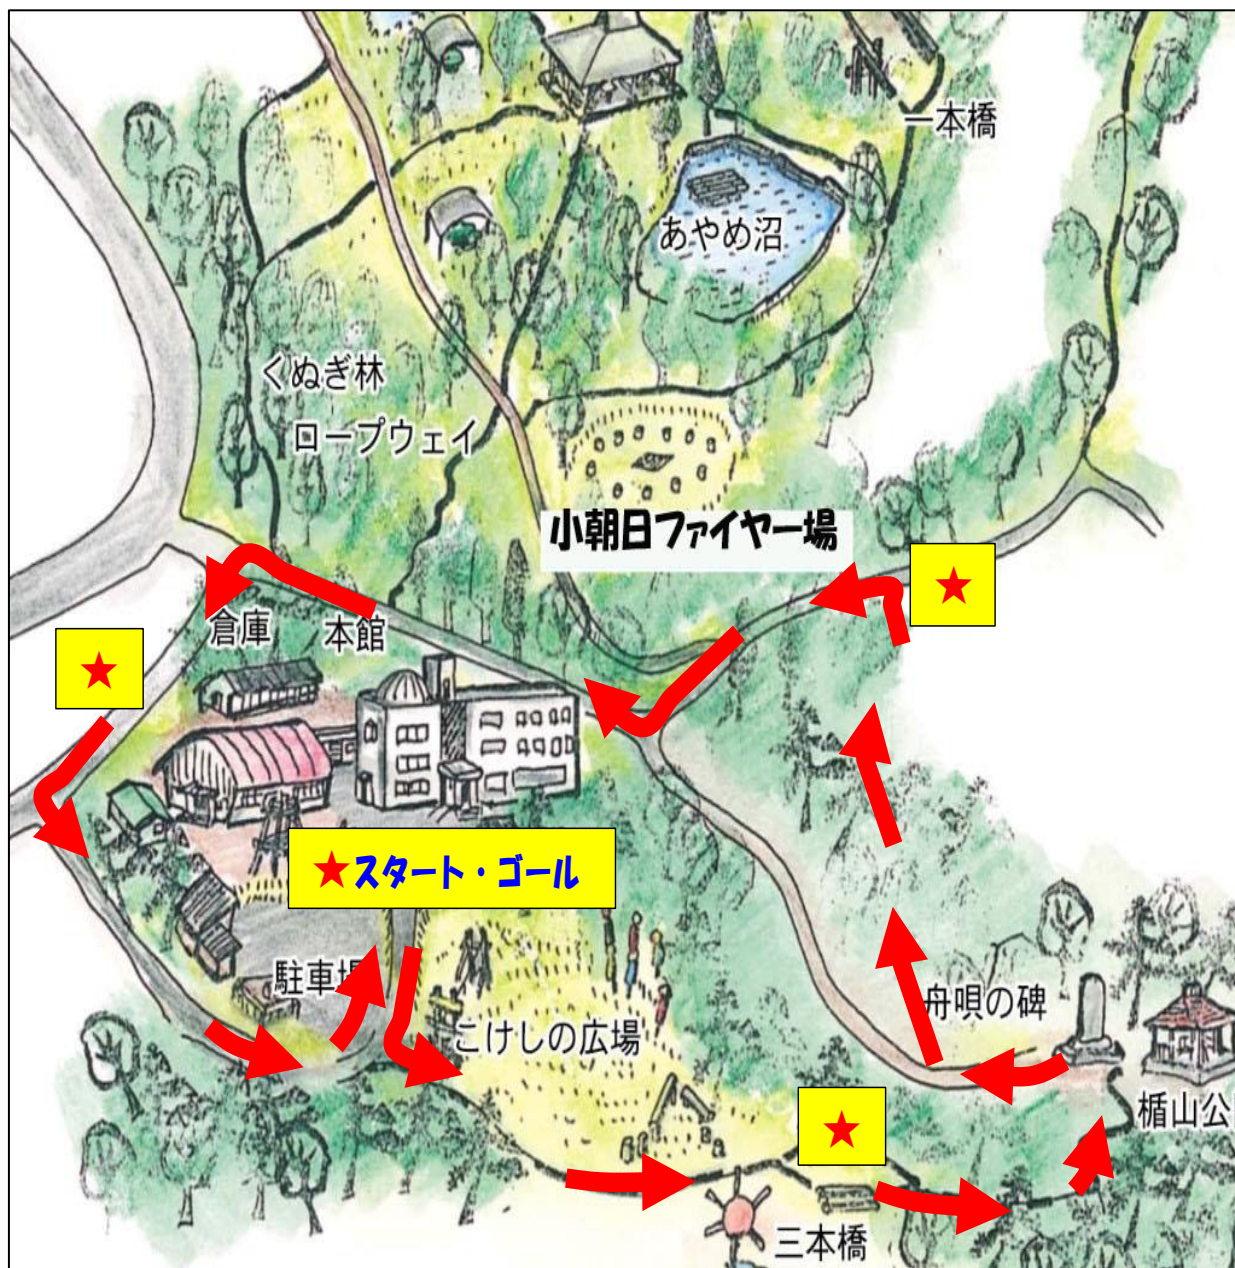 一本橋
あやめ沼
くぬぎ林
ロープウェイ
小朝日ファイヤー場
★
倉庫
本館
★
★スタート・ゴール
駐車場
こけしの広場
舟唄の碑
★
楯山公
三本橋